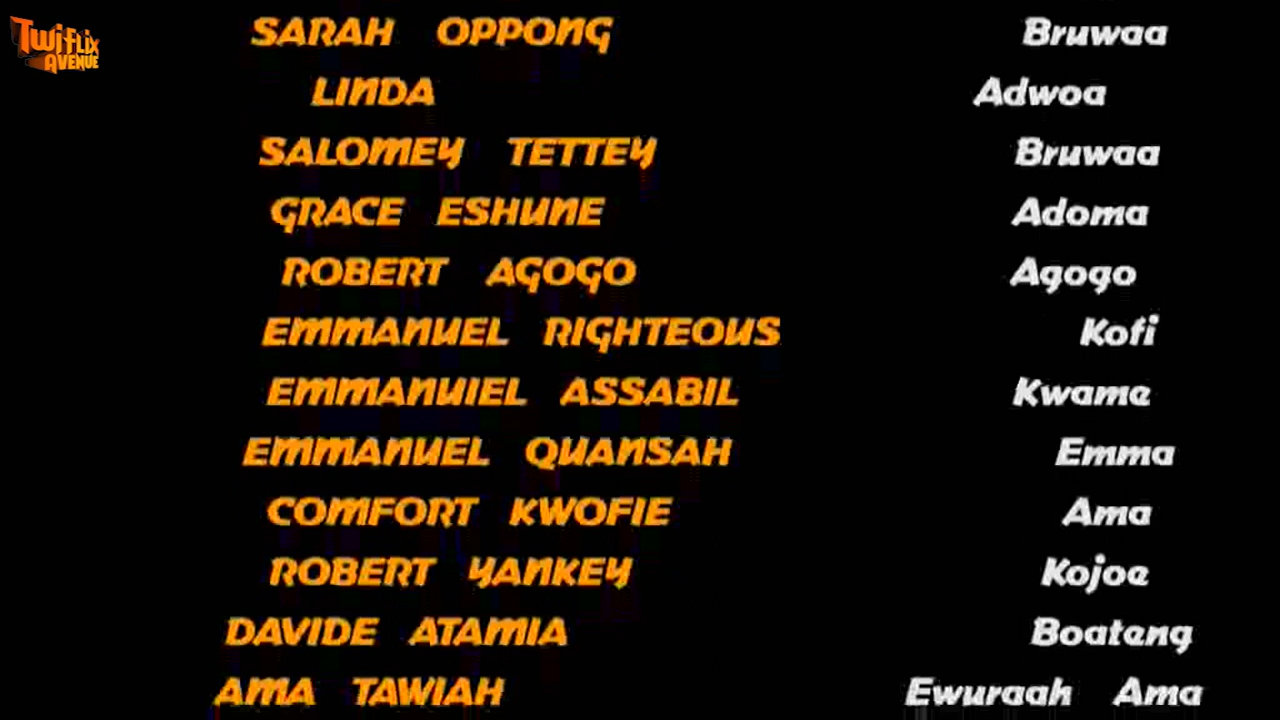 TWiFLiX
AVENUE
SARAH OPPONG Bruwaa
LINDA Adwoa
SALOMEY TETTEY Bruwaa
GRACE ESHUNE Adoma
ROBERT AGOGO Agogo
EMMANUEL RIGHTEOUS Kofi
EMMANUIEL ASSABIL Kwame
EMMANUEL QUANSAH Emma
COMFORT KWOFIE Ama
ROBERT YANKEY Kojoe
DAVIDE ATAMIA Boateng
AMA TAWIAH Ewuraah Ama